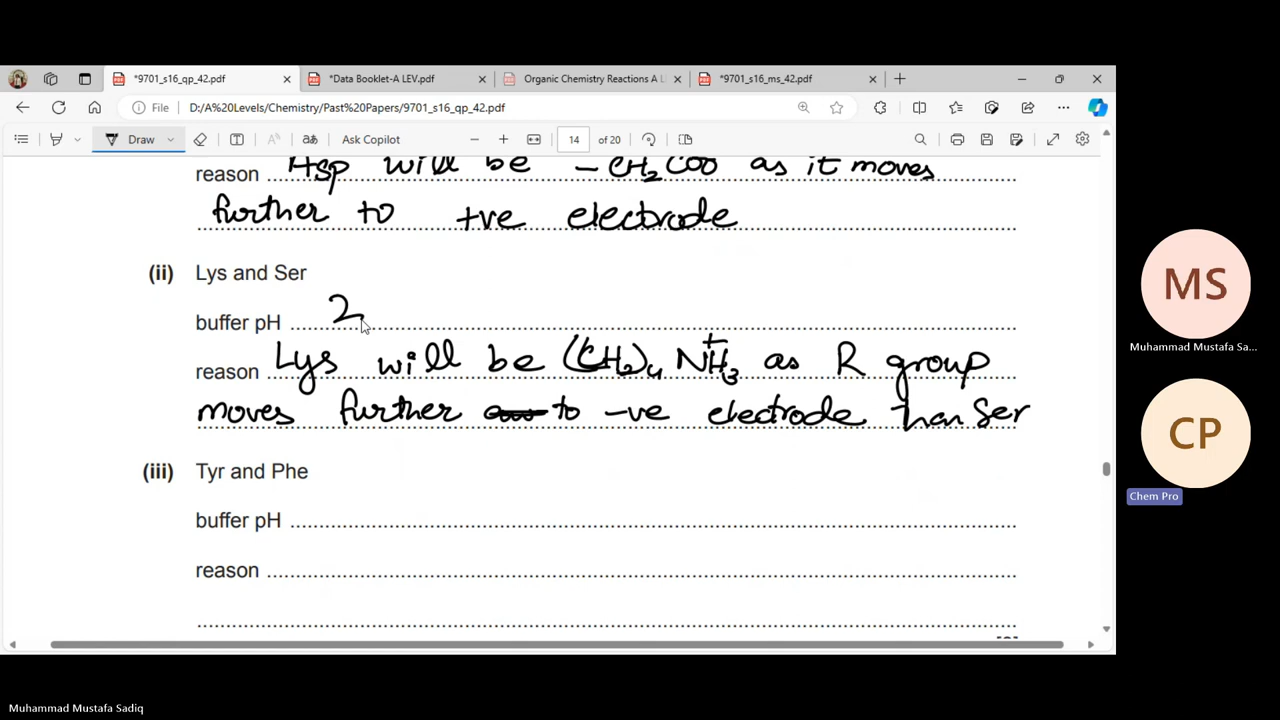 *9701_s16_qp_42.pdf
*Data Booklet-A LEV.pdf
Organic Chemistry Reactions A L
*9701_s16_ms_42.pdf
File D:/A%20Levels/Chemistry/Past%20Papers/9701_s16_qp_42.pdf
Draw
Ask Copilot
14 of 20
reason Asp will be -CH2COO as it moves
further to +ve electrode
(ii) Lys and Ser
buffer pH 2
reason Lys will be (CH2)4 NH3+ as R group
moves further to -ve electrode than Ser
(iii) Tyr and Phe
buffer pH
reason
MS
Muhammad Mustafa Sa...
CP
Chem Pro
Muhammad Mustafa Sadiq